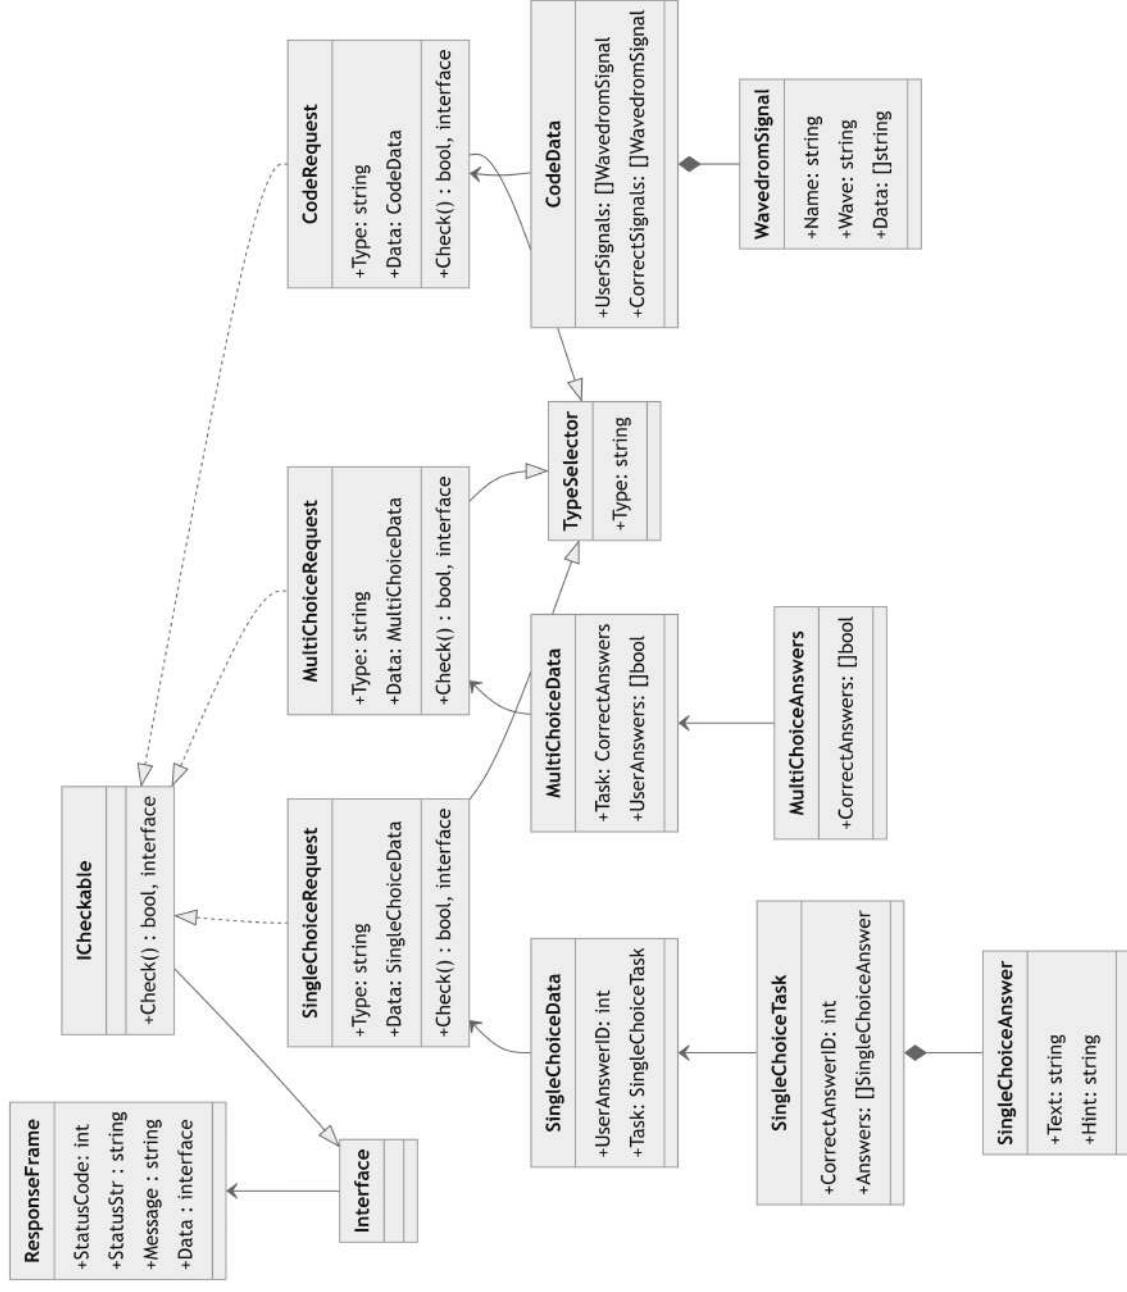 ResponseFrame
+StatusCode: int
+StatusStr : string
+Message : string
+Data : interface
ICheckable
+Check() : bool, interface
Interface
SingleChoiceRequest
+Type: string
+Data: SingleChoiceData
+Check() : bool, interface
MultiChoiceRequest
+Type: string
+Data: MultiChoiceData
+Check() : bool, interface
CodeRequest
+Type: string
+Data: CodeData
+Check() : bool, interface
SingleChoiceData
+UserAnswerID: int
+Task: SingleChoiceTask
MultiChoiceData
+Task: CorrectAnswers
+UserAnswers: []bool
TypeSelector
+Type: string
CodeData
+UserSignals: []WavedromSignal
+CorrectSignals: []WavedromSignal
SingleChoiceTask
+CorrectAnswerID: int
+Answers: []SingleChoiceAnswer
MultiChoiceAnswers
+CorrectAnswers: []bool
WavedromSignal
+Name: string
+Wave: string
+Data: []string
SingleChoiceAnswer
+Text: string
+Hint: string